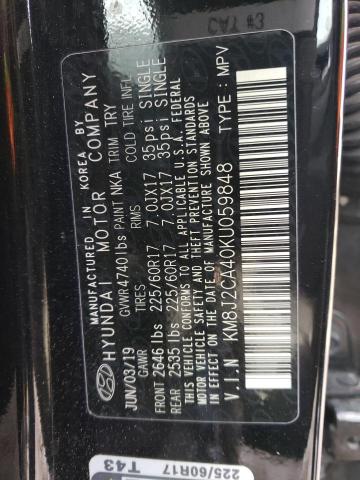 MANUFACTURED IN KOREA BY
HYUNDAI MOTOR COMPANY
JUN/03/19 GVWR 4740 lbs PAINT NKA TRIM TRY
GAWR TIRES RIMS COLD TIRE INFL
FRONT 2646 lbs 225/60R17 7.0JX17 35psi SINGLE
REAR 2535 lbs 225/60R17 7.0JX17 35psi SINGLE
THIS VEHICLE CONFORMS TO ALL APPLICABLE U.S.A. FEDERAL
MOTOR VEHICLE SAFETY BUMPER AND THEFT PREVENTION STANDARDS
IN EFFECT ON THE DATE OF MANUFACTURE SHOWN ABOVE
V.I.N : KM8J2CA40KU059848 TYPE : MPV
225/60R17
T43